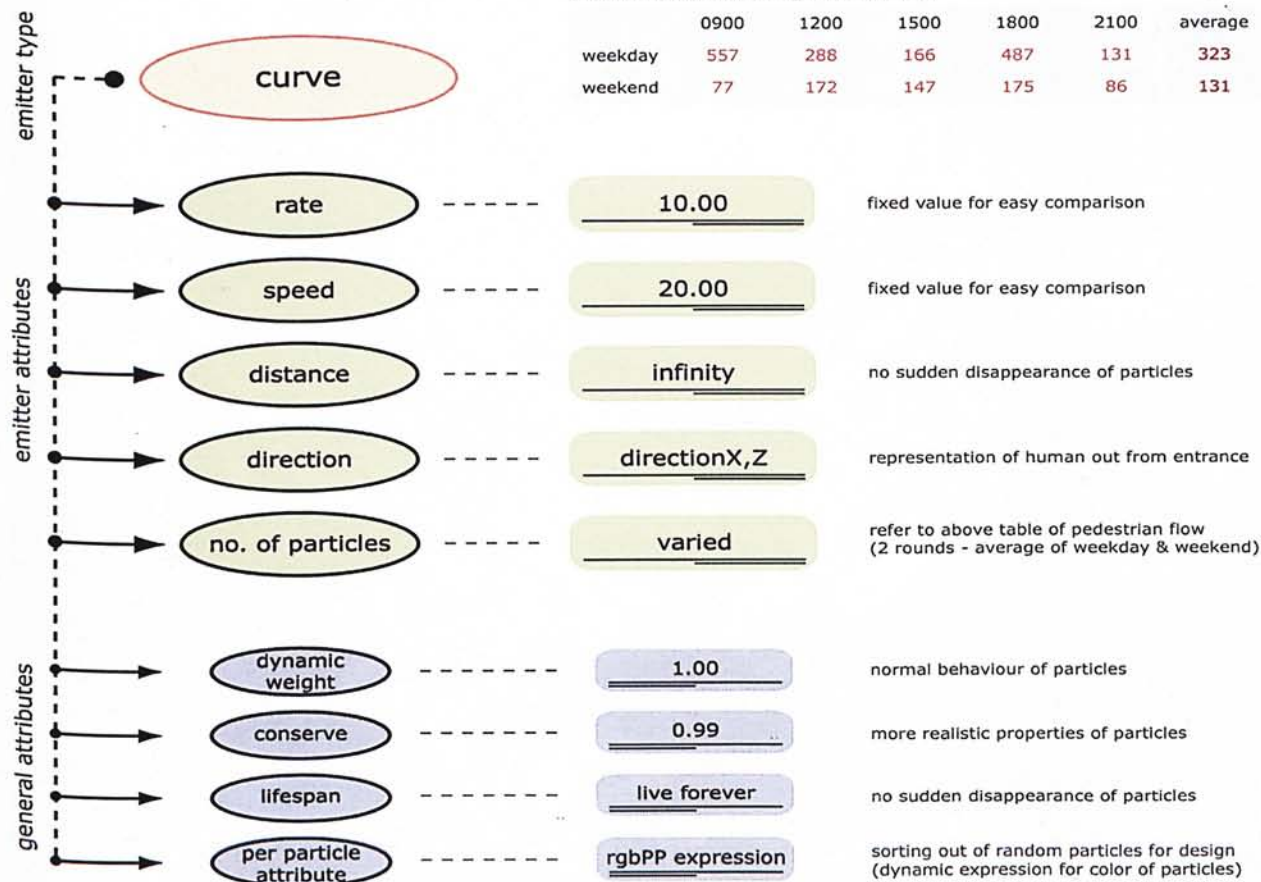 emitter type
curve
0900 1200 1500 1800 2100 average
weekday 557 288 166 487 131 323
weekend 77 172 147 175 86 131
emitter attributes
rate 10.00 fixed value for easy comparison
speed 20.00 fixed value for easy comparison
distance infinity no sudden disappearance of particles
direction directionX,Z representation of human out from entrance
no. of particles varied refer to above table of pedestrian flow
(2 rounds - average of weekday & weekend)
general attributes
dynamic
weight 1.00 normal behaviour of particles
conserve 0.99 more realistic properties of particles
lifespan live forever no sudden disappearance of particles
per particle
attribute rgbPP expression sorting out of random particles for design
(dynamic expression for color of particles)